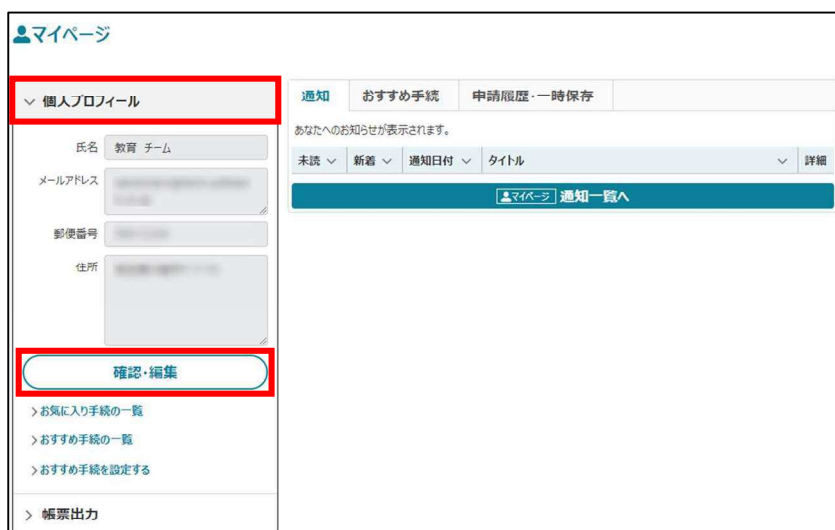 マイページ
個人プロフィール
氏名 教育 チーム
メールアドレス
郵便番号
住所
確認・編集
お気に入り手続の一覧
おすすめ手続の一覧
おすすめ手続を設定する
帳票出力
通知 おすすめ手続 申請履歴・一時保存
あなたへのお知らせが表示されます。
未読 新着 通知日付 タイトル 詳細
マイページ 通知一覧へ